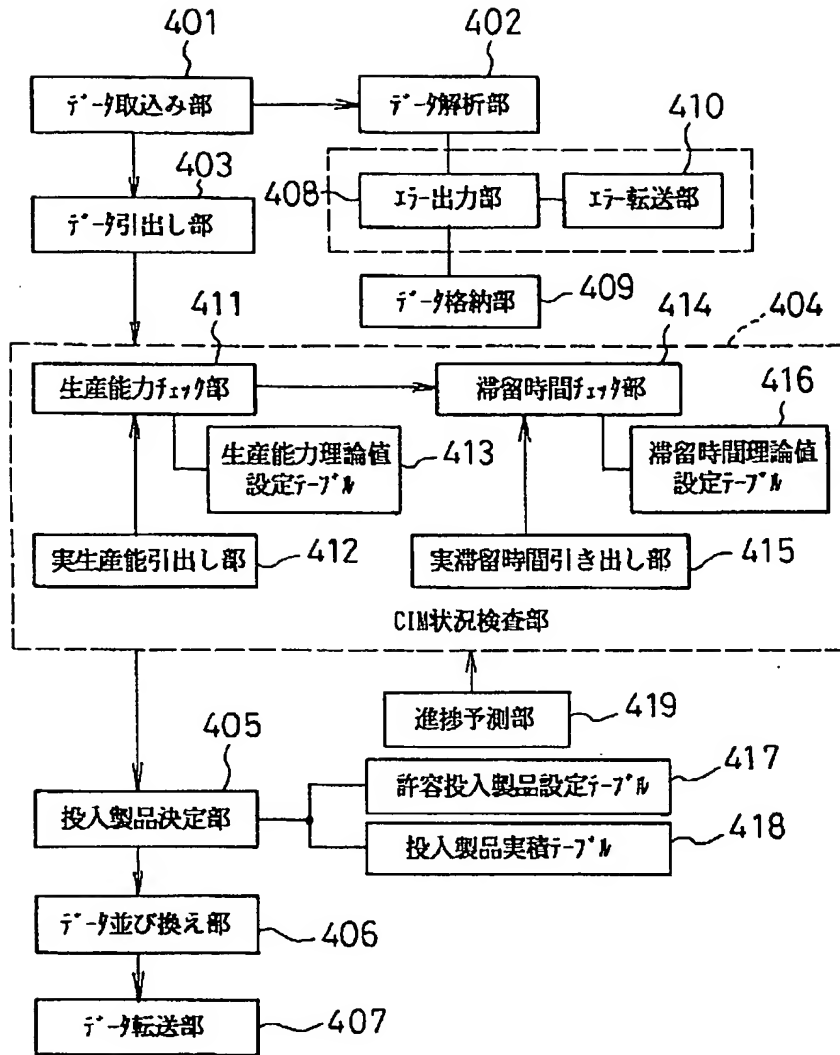 401
402
データ取込み部
データ解析部
410
403
408
エラー出力部
エラー転送部
データ引出し部
データ格納部
409
411
414
404
生産能力チェック部
滞留時間チェッタ部
416
生産能力理論値
設定テーブル
413
滞留時間理論値
設定テーブル
実生産能引出し部
412
実滞留時間引き出し部
415
CIM状況検査部
進捗予測部
419
405
許容投入製品設定テーブル
417
投入製品決定部
投入製品実積テーブル
418
データ並び換え部
406
データ転送部
407